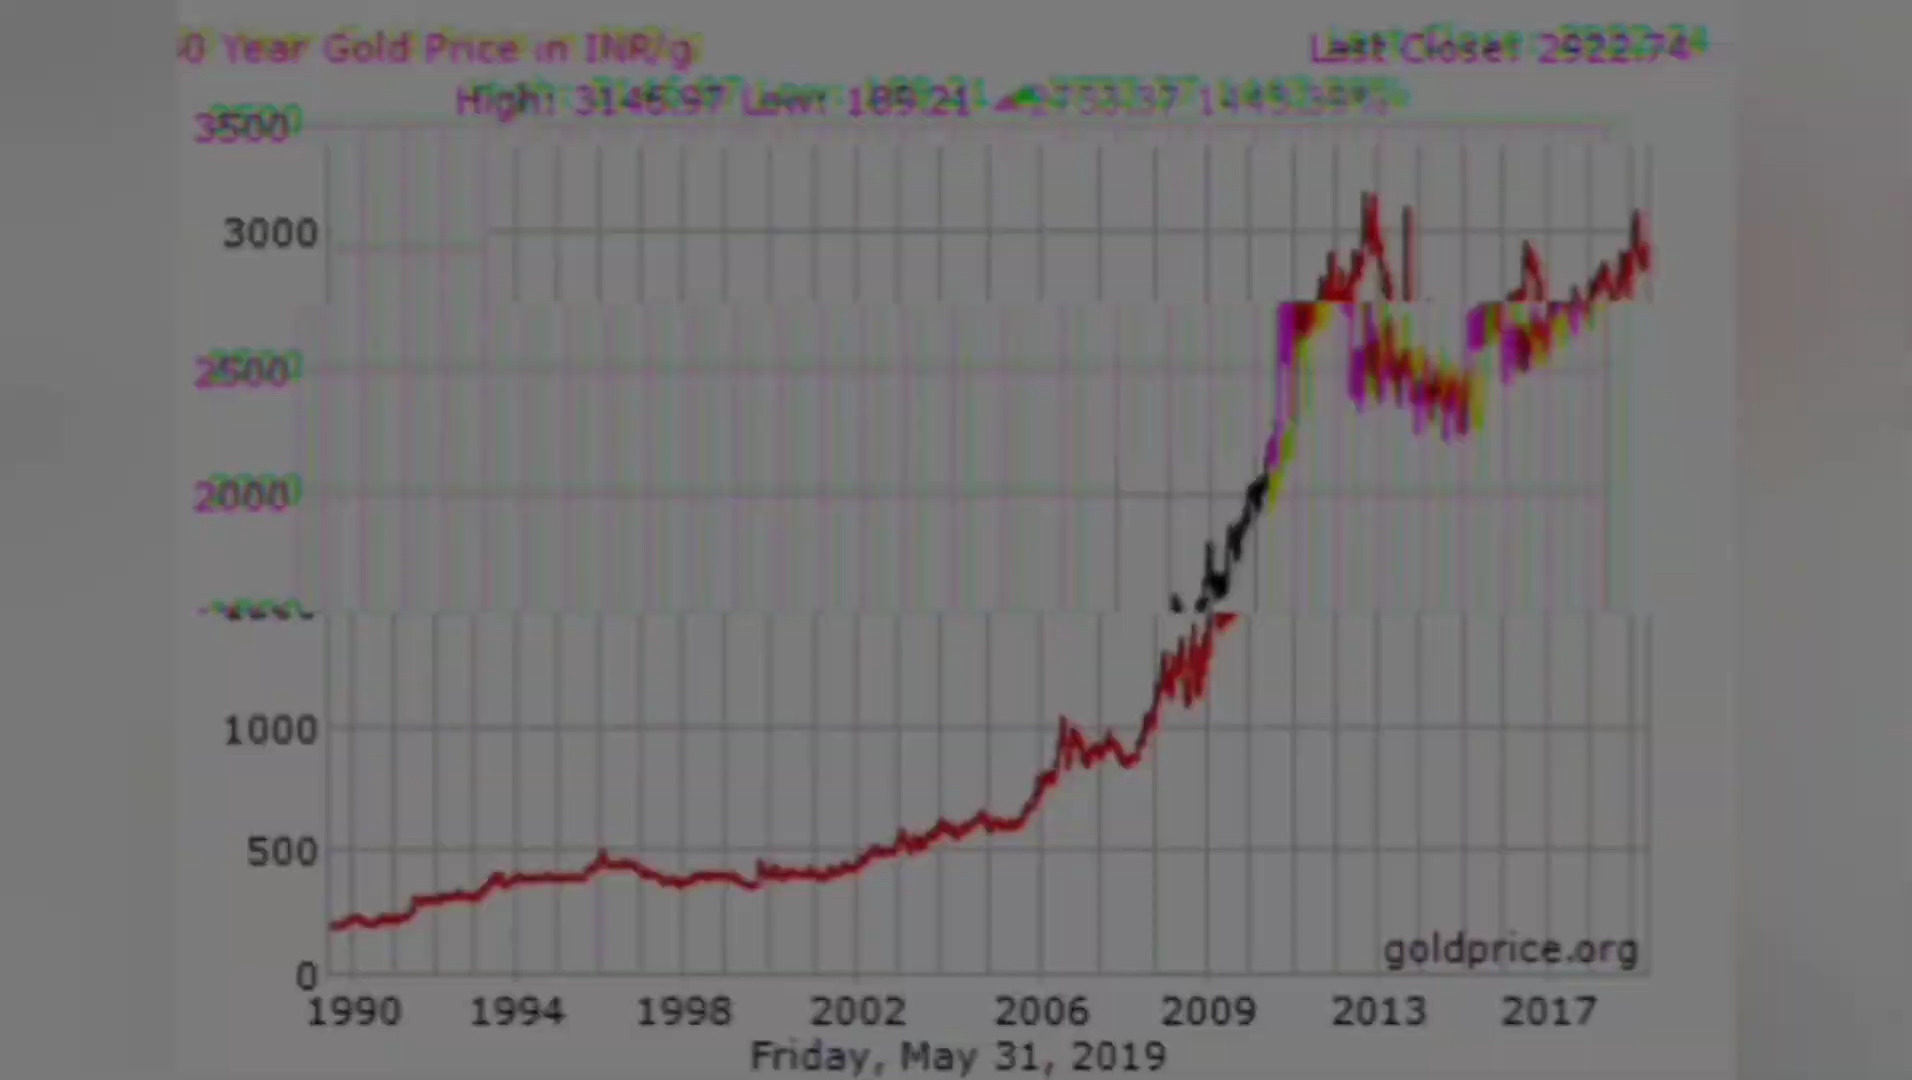 0 Year Gold Price in INR/g
Last Close: 2922.74
High: 3146.97 Low: 189.21
3500
3000
2500
2000
1000
500
0
goldprice.org
1990 1994 1998 2002 2006 2009 2013 2017
Friday, May 31, 2019